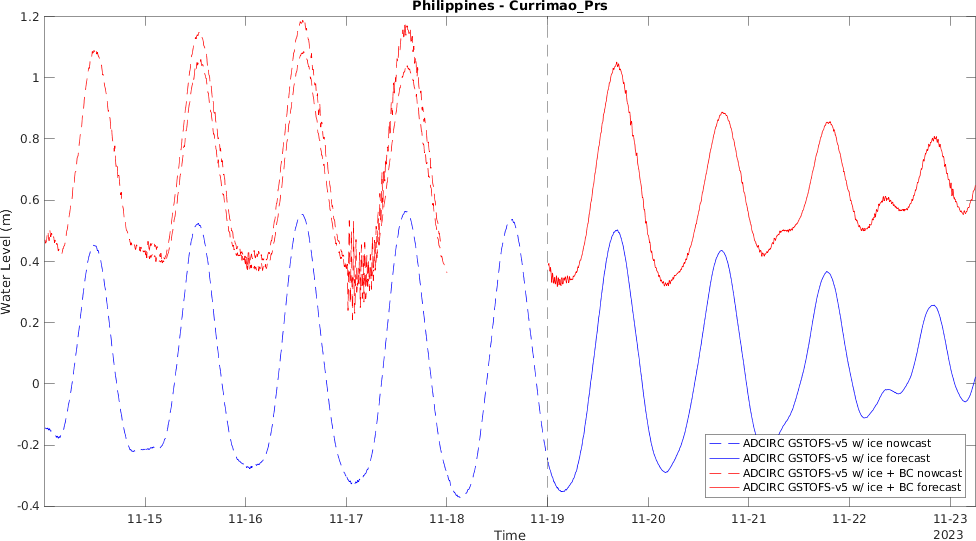 Philippines - Currimao_Prs
1.2
1
0.8
0.6
0.4
0.2
0
-0.2
-0.4
Water Level (m)
ADCIRC GSTOFS-v5 w/ ice nowcast
ADCIRC GSTOFS-v5 w/ ice forecast
ADCIRC GSTOFS-v5 w/ ice + BC nowcast
ADCIRC GSTOFS-v5 w/ ice + BC forecast
11-15 11-16 11-17 11-18 11-19 11-20 11-21 11-22 11-23
Time 2023